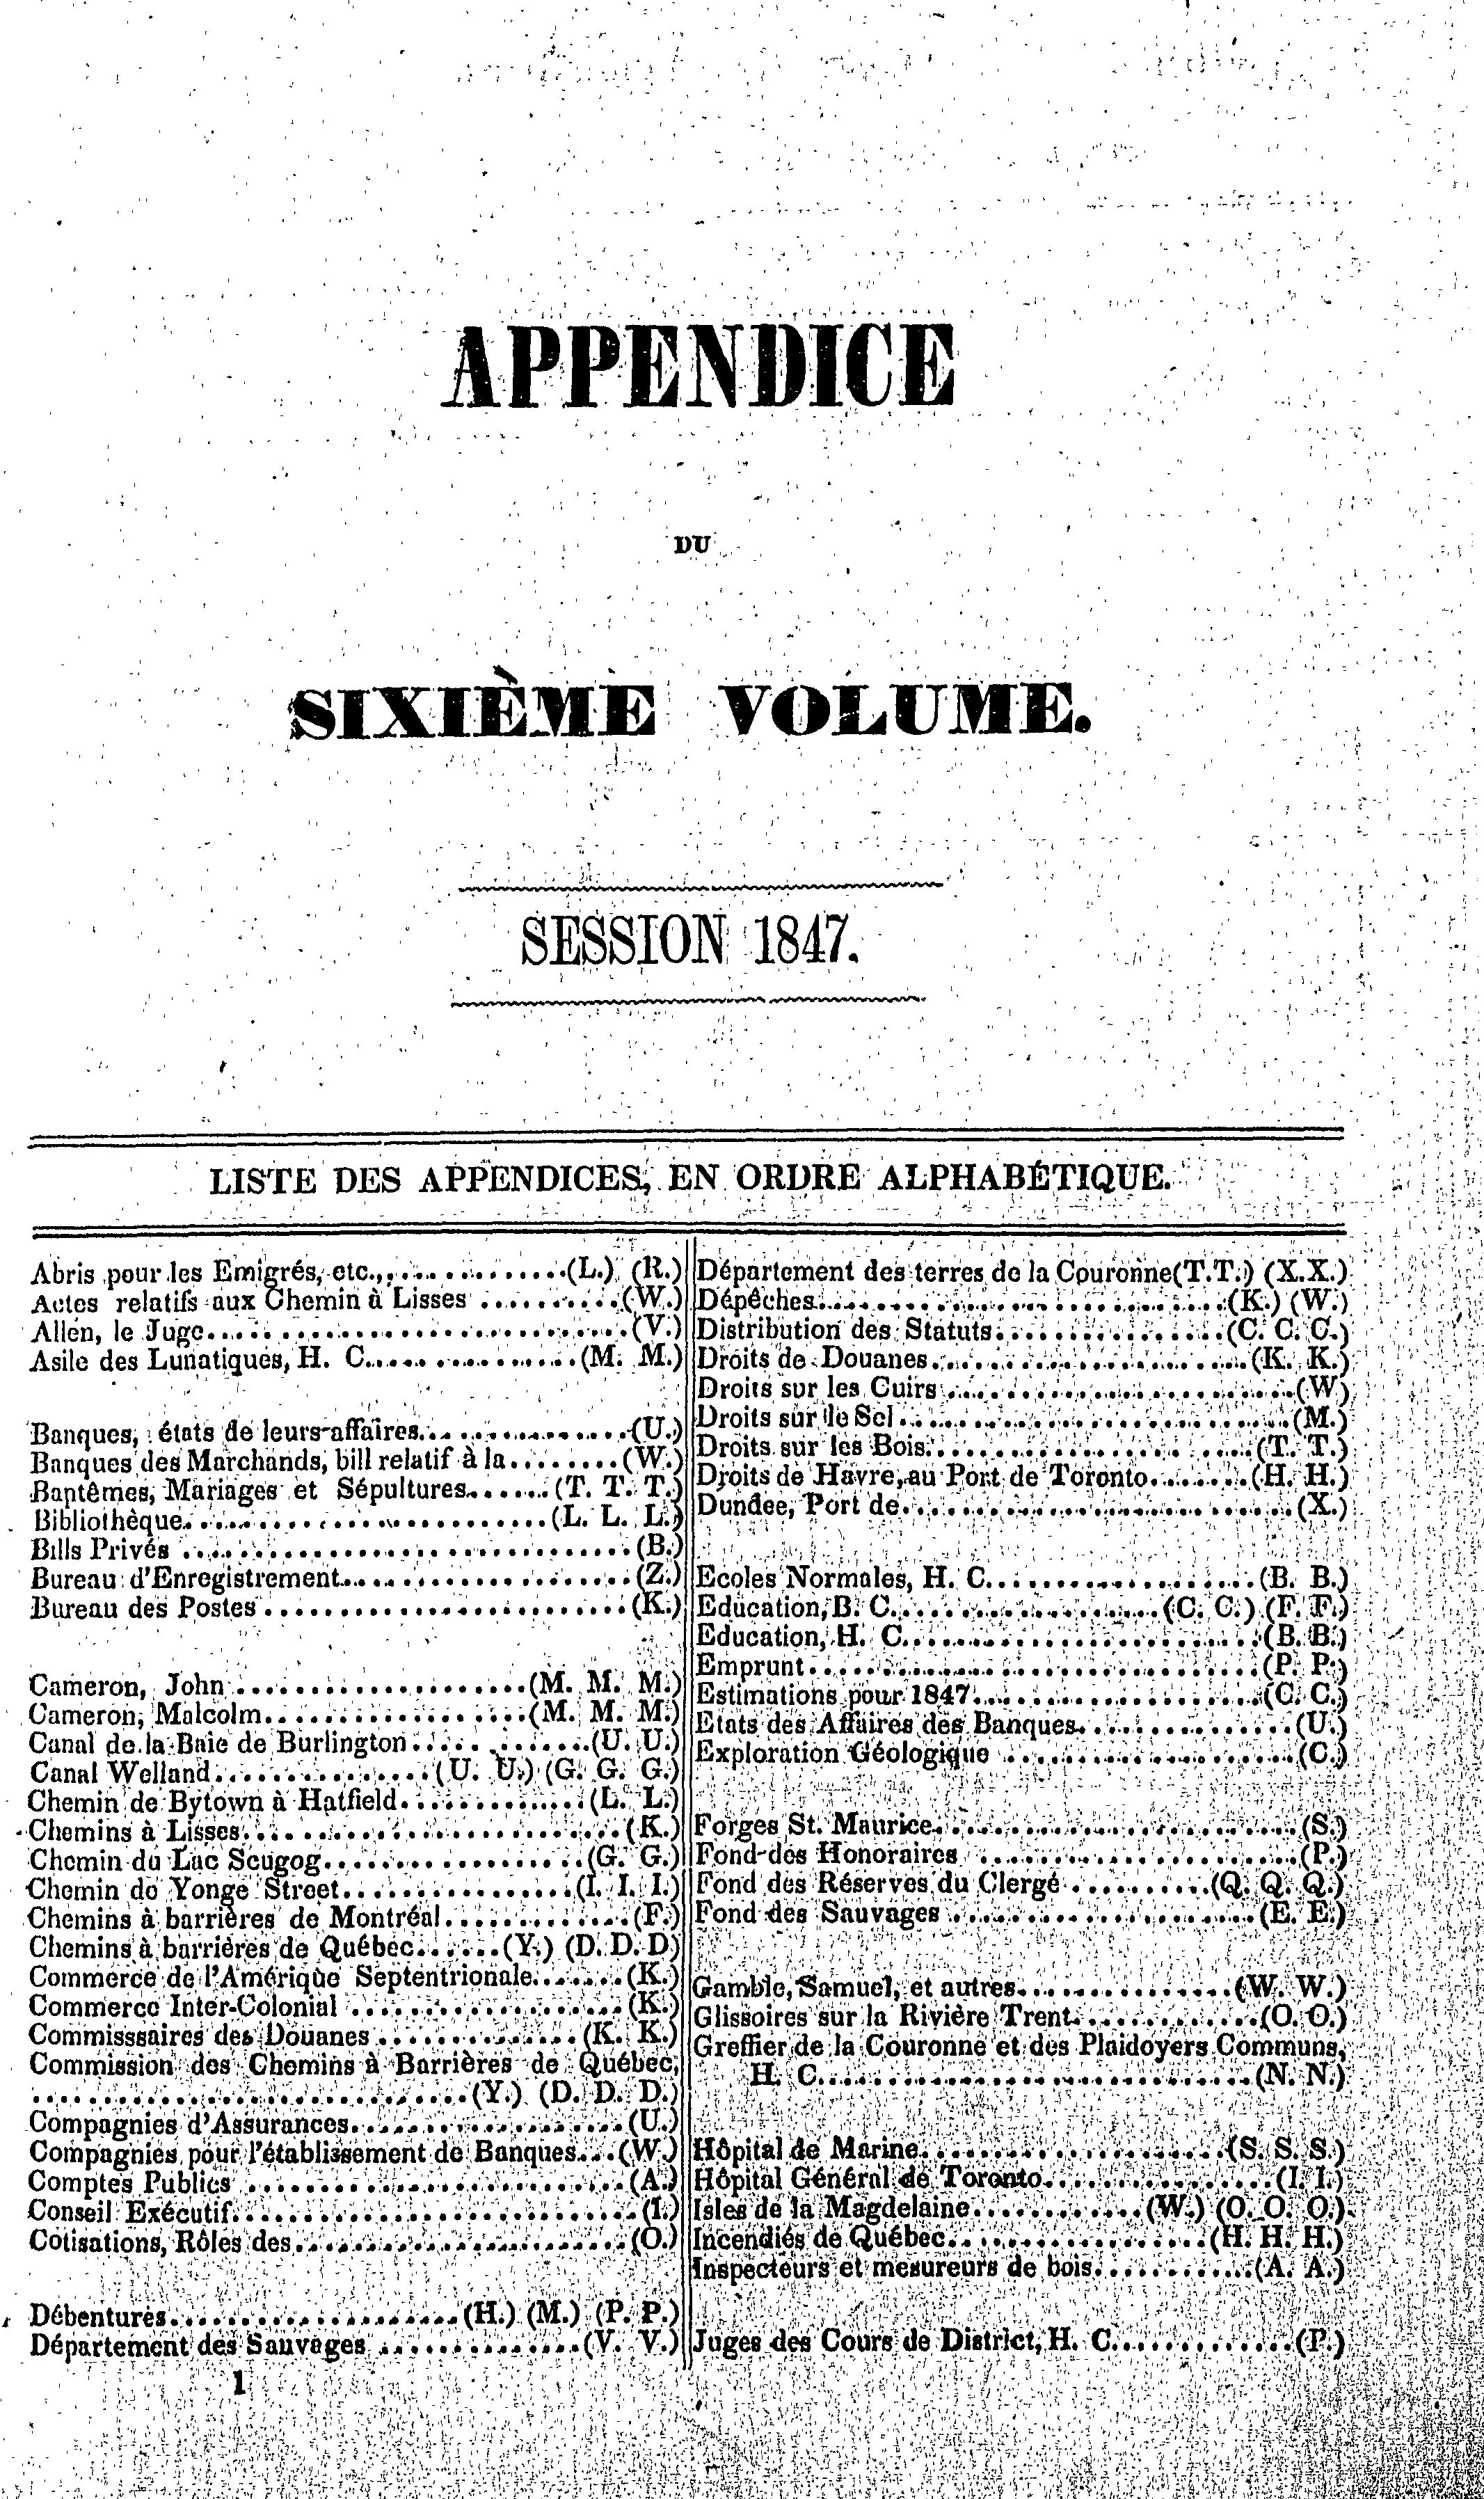 APPENDICE
DU
SIXIÈME VOLUME.
SESSION 1847.
LISTE DES APPENDICES, EN ORDRE ALPHABÉTIQUE.
Abris pour les Emigrés, etc.,..............(L.) (R.)
Actes relatifs aux Chemin à Lisses ..........(W.)
Allen, le Juge..............................(V.)
Asile des Lunatiques, H. C................(M. M.)
Banques, états de leurs affaires...............(U.)
Banques des Marchands, bill relatif à la........(W.)
Baptêmes, Mariages et Sépultures......(T. T. T.)
Bibliothèque..........................(L. L. L.)
Bills Privés ................................(B.)
Bureau d'Enregistrement.....................(Z.)
Bureau des Postes ..........................(K.)
Cameron, John .....................(M. M. M.)
Cameron, Malcolm...................(M. M. M.)
Canal de la Baie de Burlington.............(U. U.)
Canal Welland................(U. U.) (G. G. G.)
Chemin de Bytown à Hatfield..............(L. L.)
Chemins à Lisses...........................(K.)
Chemin du Lac Scugog...................(G. G.)
Chemin de Yonge Street.................(I. I. I.)
Chemins à barrières de Montréal.............(F.)
Chemins à barrières de Québec......(Y.) (D. D. D)
Commerce de l'Amérique Septentrionale.......(K.)
Commerce Inter-Colonial ....................(K.)
Commisssaires des Douanes ...............(K. K.)
Commission des Chemins à Barrières de Québec,
................................(Y.) (D. D. D.)
Compagnies d'Assurances....................(U.)
Compagnies pour l'établissement de Banques...(W.)
Comptes Publics ............................(A.)
Conseil Exécutif.............................(I.)
Cotisations, Rôles des........................(O.)
Débentures.....................(H.) (M.) (P. P.)
Département des Sauvages ...............(V. V.)
1
Département des terres de la Couronne(T.T.) (X.X.)
Dépêches..............................(K.) (W.)
Distribution des Statuts.................(C. C. C.)
Droits de Douanes.......................(K. K.)
Droits sur les Cuirs .........................(W)
Droits sur le Sel............................(M.)
Droits sur les Bois.......................(T. T.)
Droits de Havre, au Port de Toronto........(H. H.)
Dundee, Port de............................(X.)
Ecoles Normales, H. C....................(B. B.)
Education, B. C....................(C. C.) (F. F.)
Education, H. C..........................(B. B.)
Emprunt................................(P. P.)
Estimations pour 1847.....................(C. C.)
Etats des Affaires des Banques................(U.)
Exploration Géologique .....................(C.)
Forges St. Maurice..........................(S.)
Fond des Honoraires ........................(P.)
Fond des Réserves du Clergé ..........(Q. Q. Q.)
Fond des Sauvages ......................(E. E.)
Gamble, Samuel, et autres................(W. W.)
Glissoires sur la Rivière Trent..............(O. O.)
Greffier de la Couronne et des Plaidoyers Communs,
H. C................................(N. N.)
Hôpital de Marine......................(S. S. S.)
Hôpital Général de Toronto.................(I. I.)
Isles de la Magdelaine............(W.) (O. O. O.)
Incendiés de Québec...................(H. H. H.)
Inspecteurs et mesureurs de bois............(A. A.)
Juges des Cours de District, H. C.............(P.)